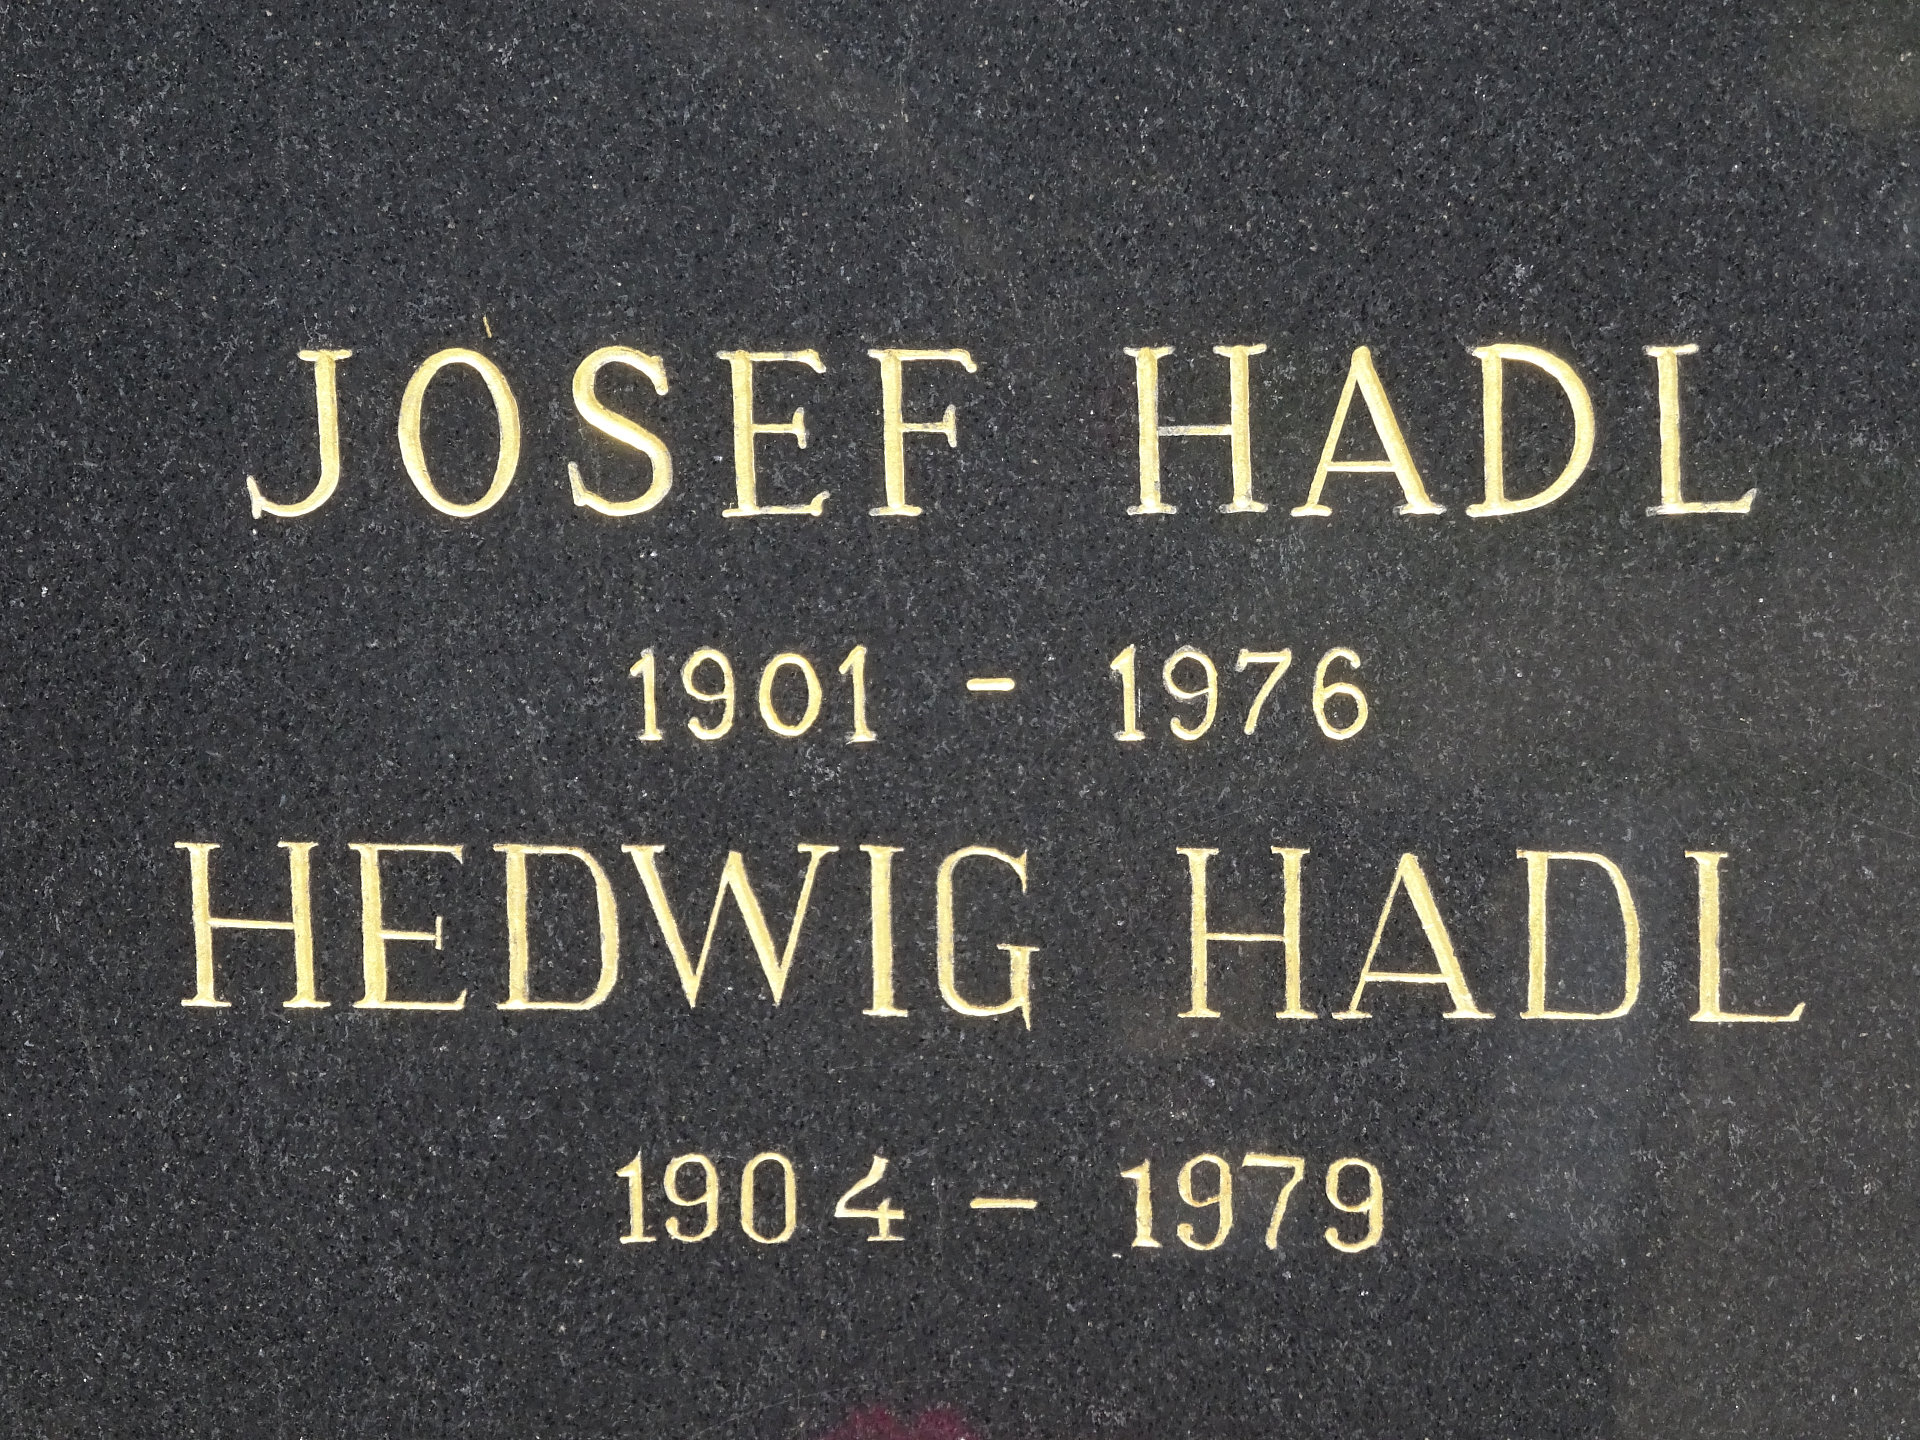 JOSEF HADL
1901 - 1976
HEDWIG HADL
1904 - 1979